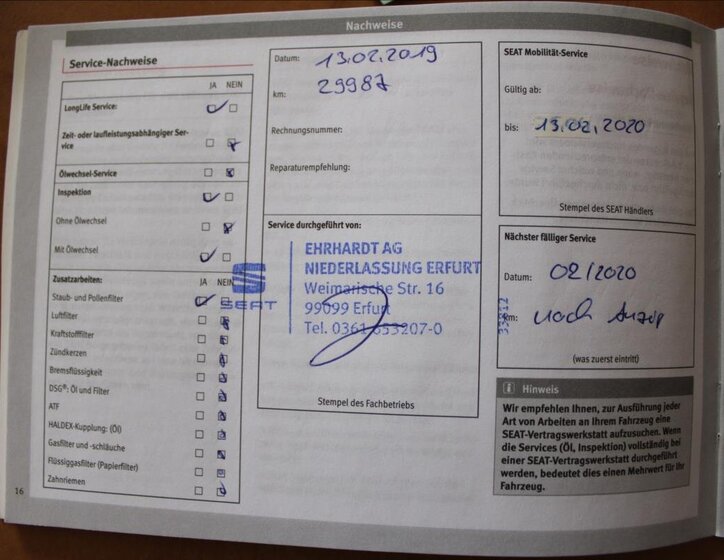 Nachweise
Service-Nachweise
JA NEIN
LongLife Service:
Zeit- oder laufleistungsabhängiger Ser-
vice
Ölwechsel-Service
Inspektion
Ohne Ölwechsel
Mit Ölwechsel
Zusatzarbeiten: JA NEIN
Staub- und Pollenfilter
Luftfilter
Kraftstofffilter
Zündkerzen
Bremsflüssigkeit
DSG®: Öl und Filter
ATF
HALDEX-Kupplung: (Öl)
Gasfilter und -schläuche
Flüssiggasfilter (Papierfilter)
Zahnriemen
16
Datum: 13.02.2019
km: 29987
Rechnungsnummer:
Reparaturempfehlung:
Service durchgeführt von:
SEAT
EHRHARDT AG
NIEDERLASSUNG ERFURT
Weimarische Str. 16
99099 Erfurt
Tel. 0361 653207-0
Stempel des Fachbetriebs
SEAT Mobilität-Service
Gültig ab:
bis: 13.02.2020
Stempel des SEAT Händlers
Nächster fälliger Service
Datum: 02/2020
km: nach Anzeige
(was zuerst eintritt)
Hinweis
Wir empfehlen Ihnen, zur Ausführung jeder
Art von Arbeiten an Ihrem Fahrzeug eine
SEAT-Vertragswerkstatt aufzusuchen. Wenn
die Services (Öl, Inspektion) vollständig bei
einer SEAT-Vertragswerkstatt durchgeführt
werden, bedeutet dies einen Mehrwert für Ihr
Fahrzeug.